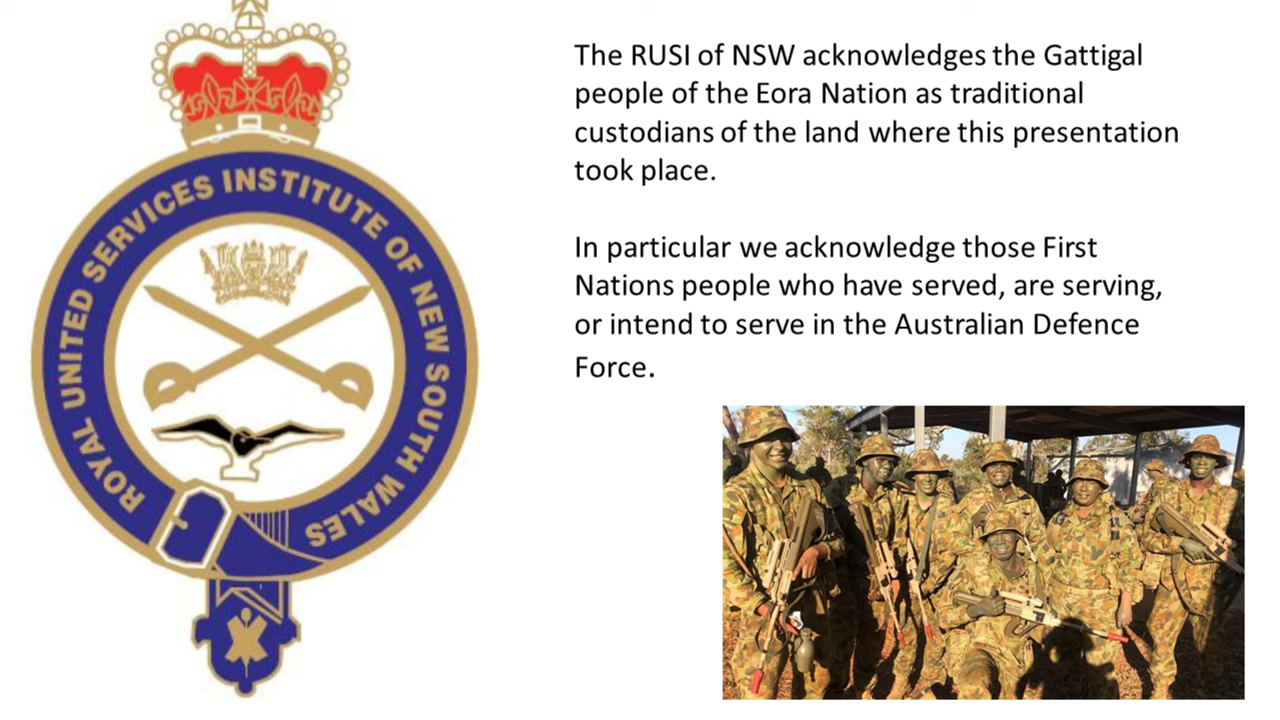 ROYAL UNITED SERVICES INSTITUTE OF NEW SOUTH WALES
The RUSI of NSW acknowledges the Gattigal
people of the Eora Nation as traditional
custodians of the land where this presentation
took place.
In particular we acknowledge those First
Nations people who have served, are serving,
or intend to serve in the Australian Defence
Force.